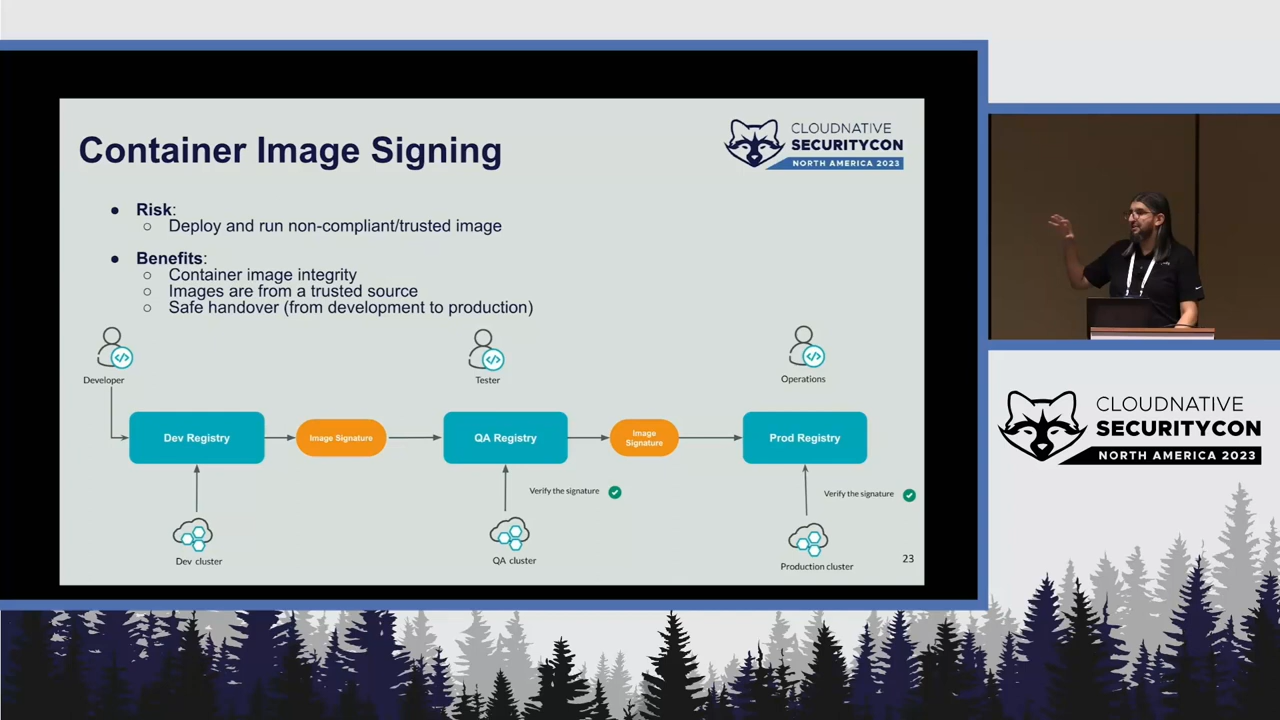 Container Image Signing
CLOUDNATIVE
SECURITYCON
NORTH AMERICA 2023
Risk:
Deploy and run non-compliant/trusted image
Benefits:
Container image integrity
Images are from a trusted source
Safe handover (from development to production)
Developer
Tester
Operations
Dev Registry
Image Signature
QA Registry
Image
Signature
Prod Registry
Verify the signature
Verify the signature
Dev cluster
QA cluster
Production cluster
23
CLOUDNATIVE
SECURITYCON
NORTH AMERICA 2023